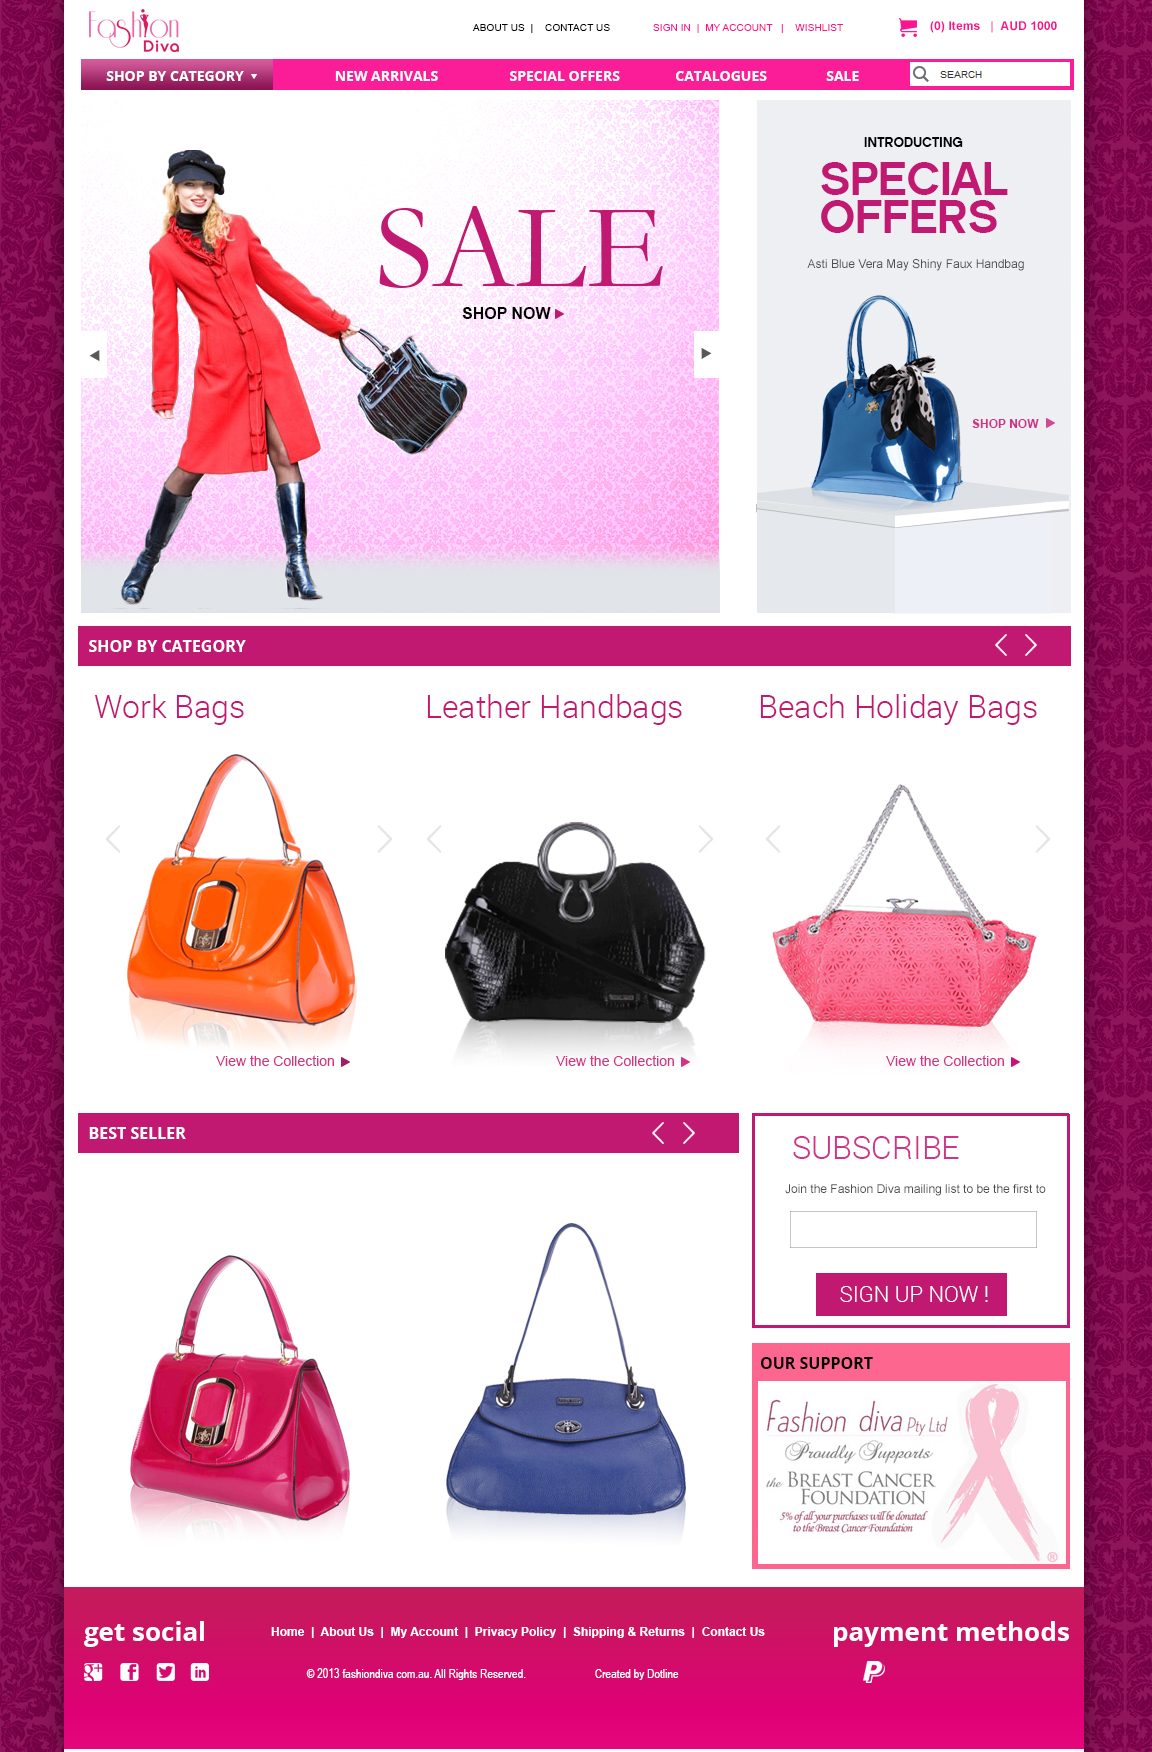 Fashion
Diva
ABOUT US | CONTACT US SIGN IN | MY ACCOUNT | WISHLIST (0) Items | AUD 1000
SHOP BY CATEGORY NEW ARRIVALS SPECIAL OFFERS CATALOGUES SALE SEARCH
SALE
SHOP NOW
INTRODUCTING
SPECIAL
OFFERS
Asti Blue Vera May Shiny Faux Handbag
SHOP NOW
SHOP BY CATEGORY
Work Bags Leather Handbags Beach Holiday Bags
View the Collection View the Collection View the Collection
BEST SELLER
SUBSCRIBE
Join the Fashion Diva mailing list to be the first to
SIGN UP NOW !
OUR SUPPORT
Fashion diva Pty Ltd
Proudly Supports
the BREAST CANCER
FOUNDATION
5% of all your purchases will be donated
to the Breast Cancer Foundation
®
get social Home | About Us | My Account | Privacy Policy | Shipping & Returns | Contact Us payment methods
© 2013 fashiondiva com.au. All Rights Reserved. Created by Dotline